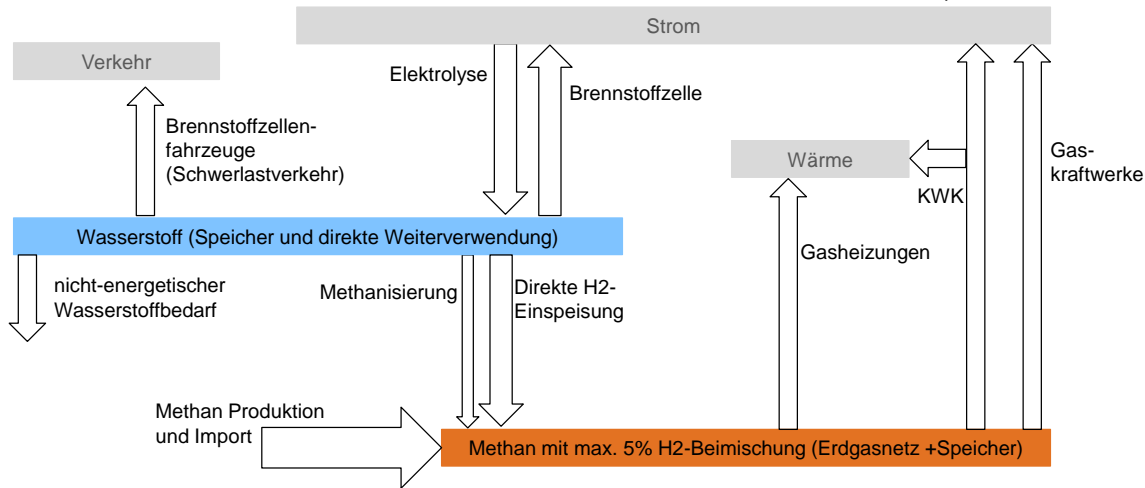 Strom
Verkehr
Elektrolyse
Brennstoffzelle
Brennstoffzellen-
fahrzeuge
(Schwerlastverkehr)
Wärme
KWK
Gas-
kraftwerke
Wasserstoff (Speicher und direkte Weiterverwendung)
Gasheizungen
nicht-energetischer
Wasserstoffbedarf
Methanisierung
Direkte H2-
Einspeisung
Methan Produktion
und Import
Methan mit max. 5% H2-Beimischung (Erdgasnetz +Speicher)